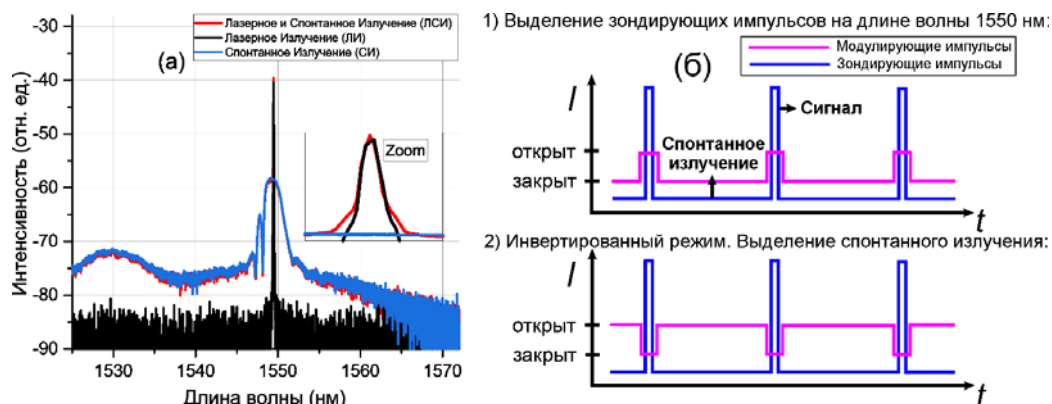 Интенсивность (отн. ед.)
-28
-40
-50
-60
-70
-80
-90
Лазерное и Спонтанное Излучение (ЛСИ)
Лазерное Излучение (ЛИ)
Спонтанное Излучение (СИ)
(а)
Zoom
1530
1540
1550
1560
1570
Длина волны (нм)
1) Выделение зондирующих импульсов на длине волны 1550 нм:
(б)
Модулирующие импульсы
Зондирующие импульсы
I
Сигнал
Спонтанное
излучение
открыт
закрыт
t
2) Инвертированный режим. Выделение спонтанного излучения:
I
открыт
закрыт
t